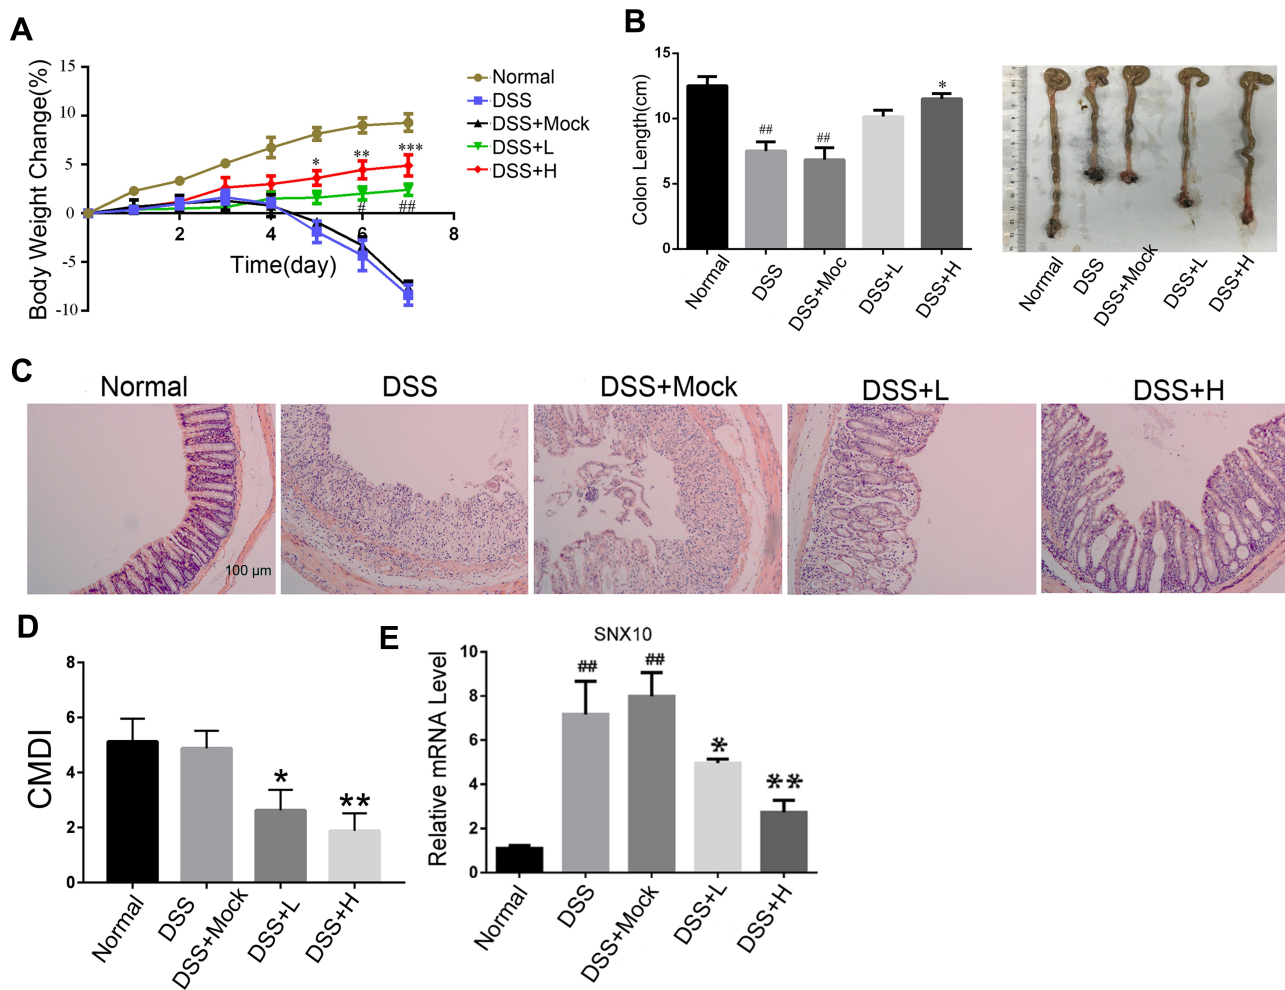 A
Body Weight Change(%)
15
10
5
0
-5
-10
2
4
6
8
Time(day)
*
**
***
#
##
Normal
DSS
DSS+Mock
DSS+L
DSS+H
B
Colon Length(cm)
15
10
5
0
##
##
*
Normal
DSS
DSS+Moc
DSS+L
DSS+H
Normal
DSS
DSS+Mock
DSS+L
DSS+H
C
Normal
DSS
DSS+Mock
DSS+L
DSS+H
100 μm
D
CMDI
8
6
4
2
0
*
**
Normal
DSS
DSS+Mock
DSS+L
DSS+H
E
SNX10
Relative mRNA Level
10
8
6
4
2
0
##
##
*
**
Normal
DSS
DSS+Mock
DSS+L
DSS+H